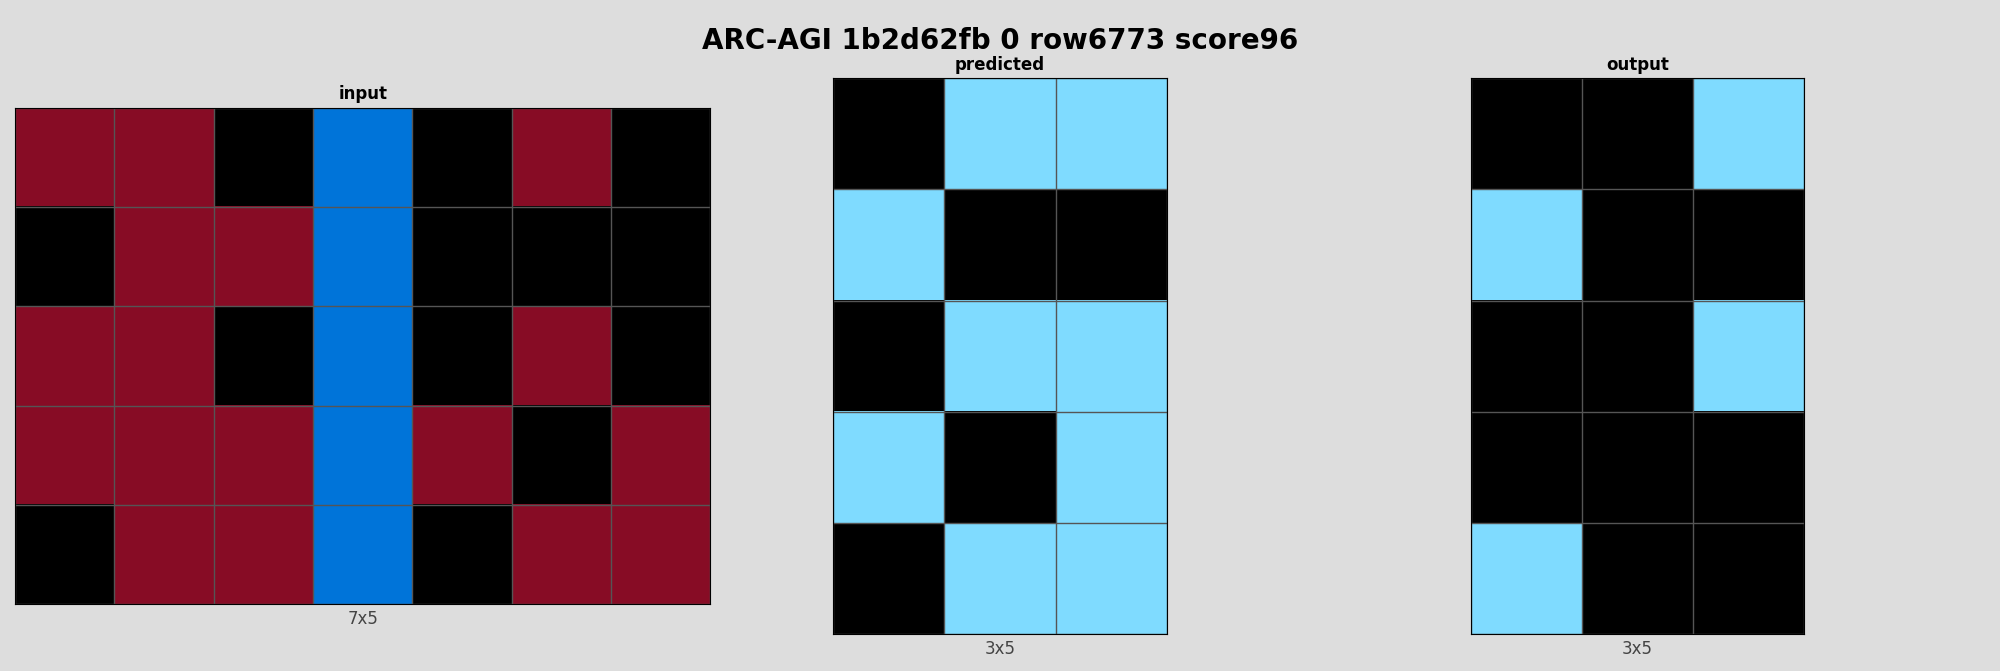 ARC-AGI 1b2d62fb 0 row6773 score96
input
predicted
output
7x5
3x5
3x5